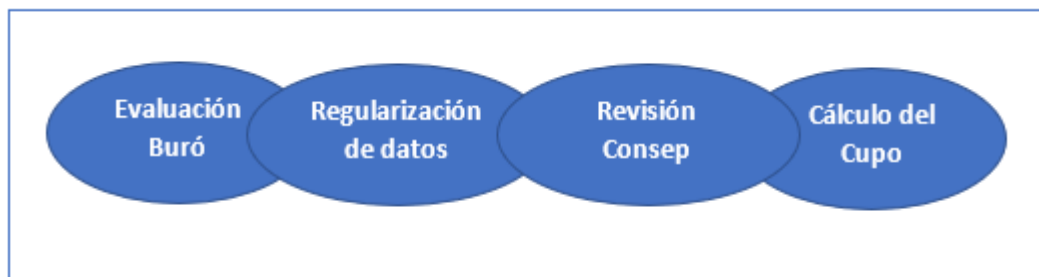 Evaluación
Buró
Regularización
de datos
Revisión
Consep
Cálculo del
Cupo